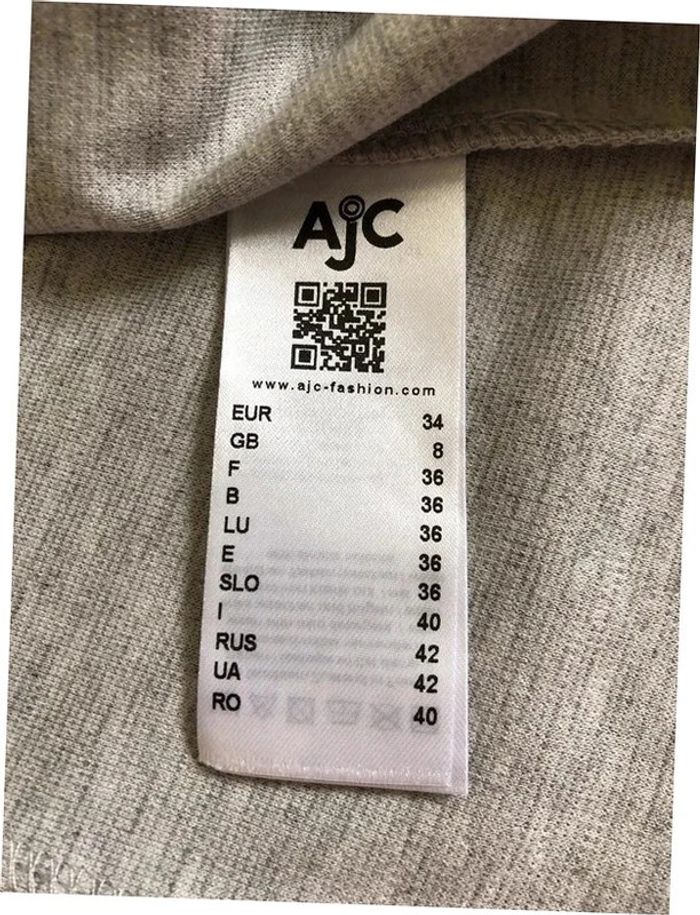 AjC
www.ajc-fashion.com
EUR 34
GB 8
F 36
B 36
LU 36
E 36
SLO 36
I 40
RUS 42
UA 42
RO 40